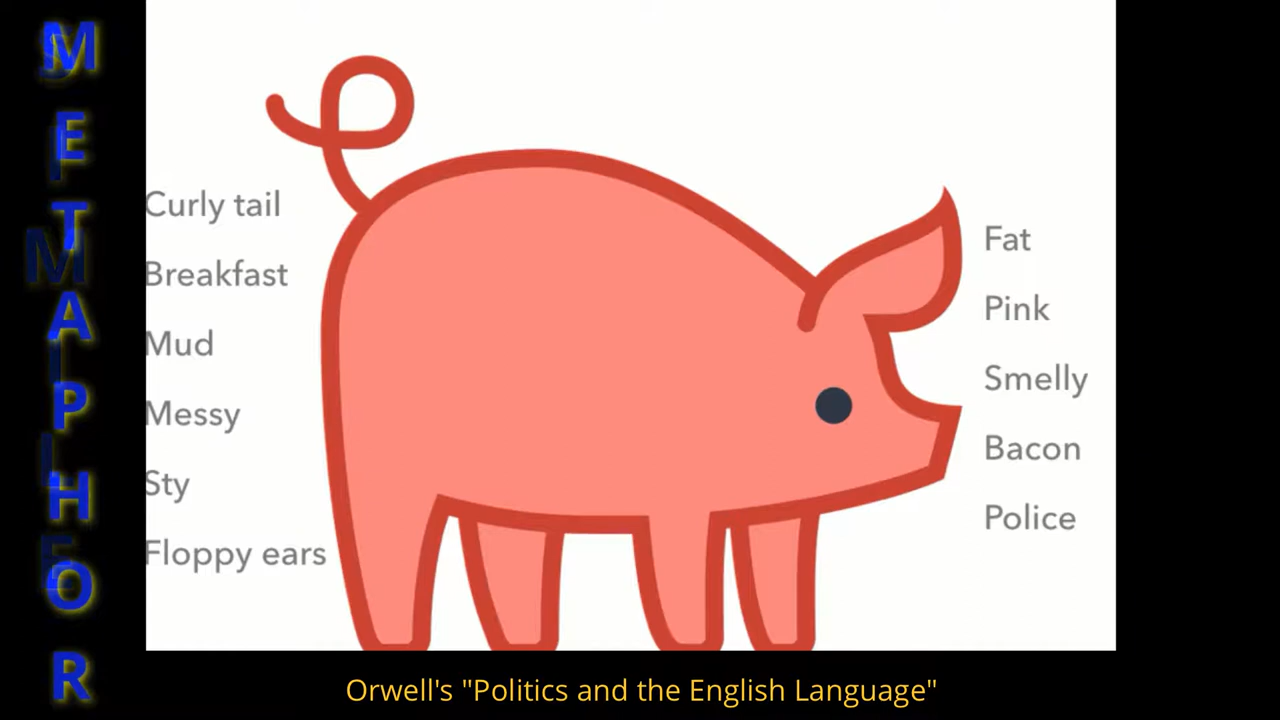 METAPHOR
SIMILE
Curly tail
Breakfast
Mud
Messy
Sty
Floppy ears
Fat
Pink
Smelly
Bacon
Police
Orwell's "Politics and the English Language"